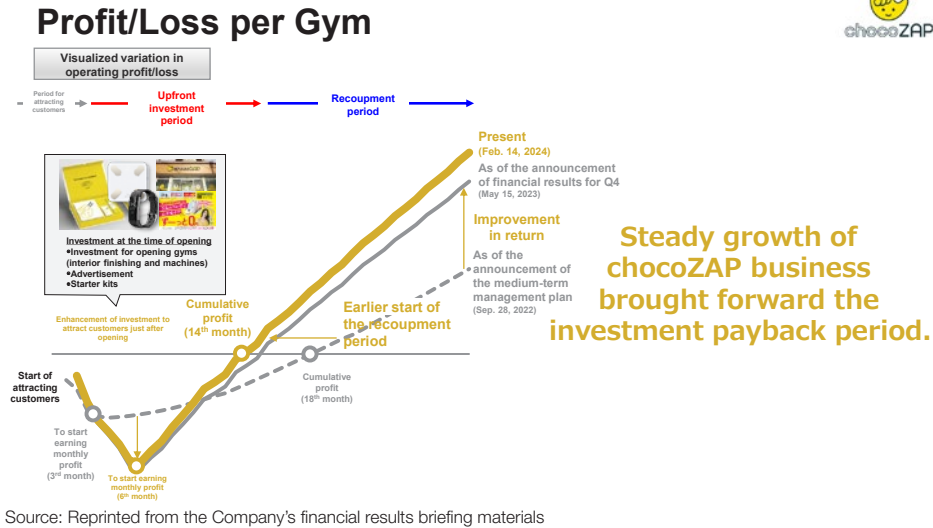 Profit/Loss per Gym
chocoZAP
Visualized variation in
operating profit/loss
Period for
attracting
customers
Upfront
investment
period
Recoupment
period
Present
(Feb. 14, 2024)
As of the announcement
of financial results for Q4
(May 15, 2023)
Improvement
in return
As of the
announcement of
the medium-term
management plan
(Sep. 28, 2022)
Investment at the time of opening
•Investment for opening gyms
(interior finishing and machines)
•Advertisement
•Starter kits
Enhancement of investment to
attract customers just after
opening
Cumulative
profit
(14th month)
Earlier start of
the recoupment
period
Steady growth of
chocoZAP business
brought forward the
investment payback period.
Start of
attracting
customers
Cumulative
profit
(18th month)
To start
earning
monthly
profit
(3rd month)
To start earning
monthly profit
(6th month)
Source: Reprinted from the Company's financial results briefing materials